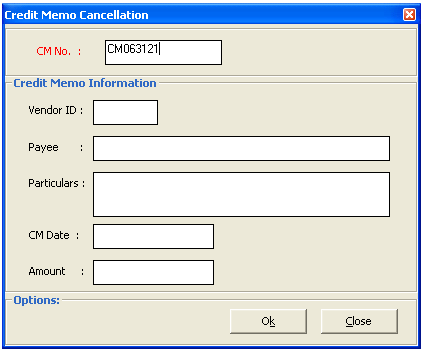 Credit Memo Cancellation
CM No. : CM063121
Credit Memo Information
Vendor ID :
Payee :
Particulars :
CM Date :
Amount :
Options:
Ok Close